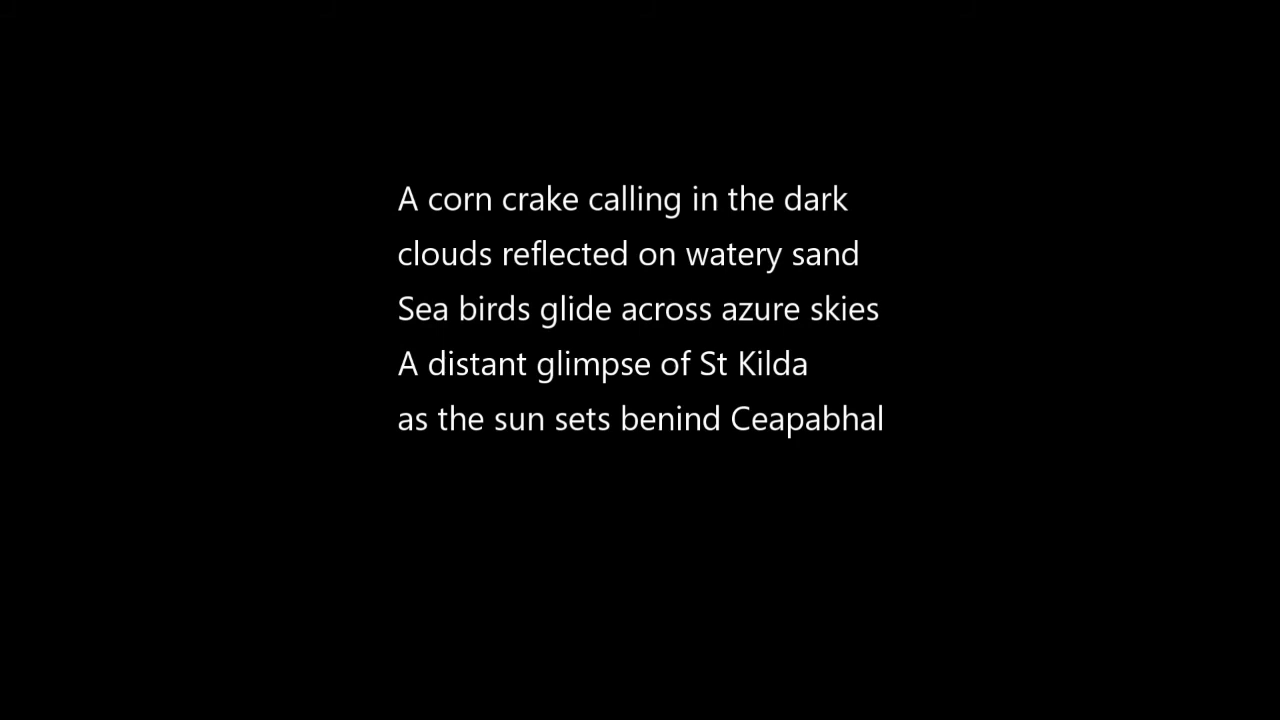 A corn crake calling in the dark
clouds reflected on watery sand
Sea birds glide across azure skies
A distant glimpse of St Kilda
as the sun sets benind Ceapabhal